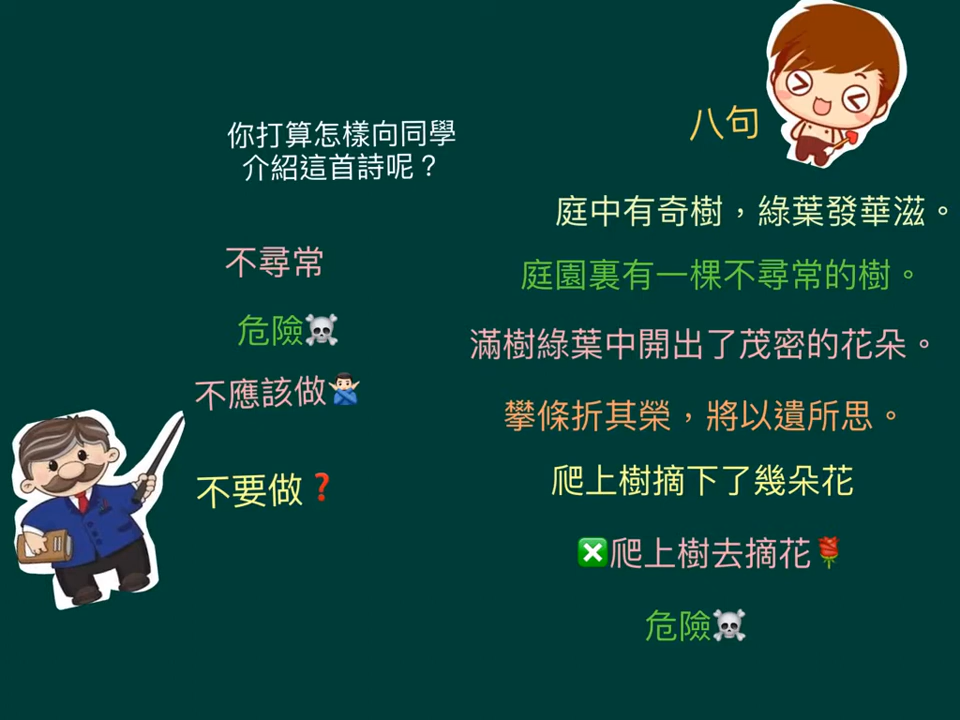 你打算怎樣向同學
介紹這首詩呢？
不尋常
危險☠️
不應該做🙅🏻‍♂️
不要做❓
八句
庭中有奇樹，綠葉發華滋。
庭園裏有一棵不尋常的樹。
滿樹綠葉中開出了茂密的花朵。
攀條折其榮，將以遺所思。
爬上樹摘下了幾朵花
❎爬上樹去摘花🌹
危險☠️